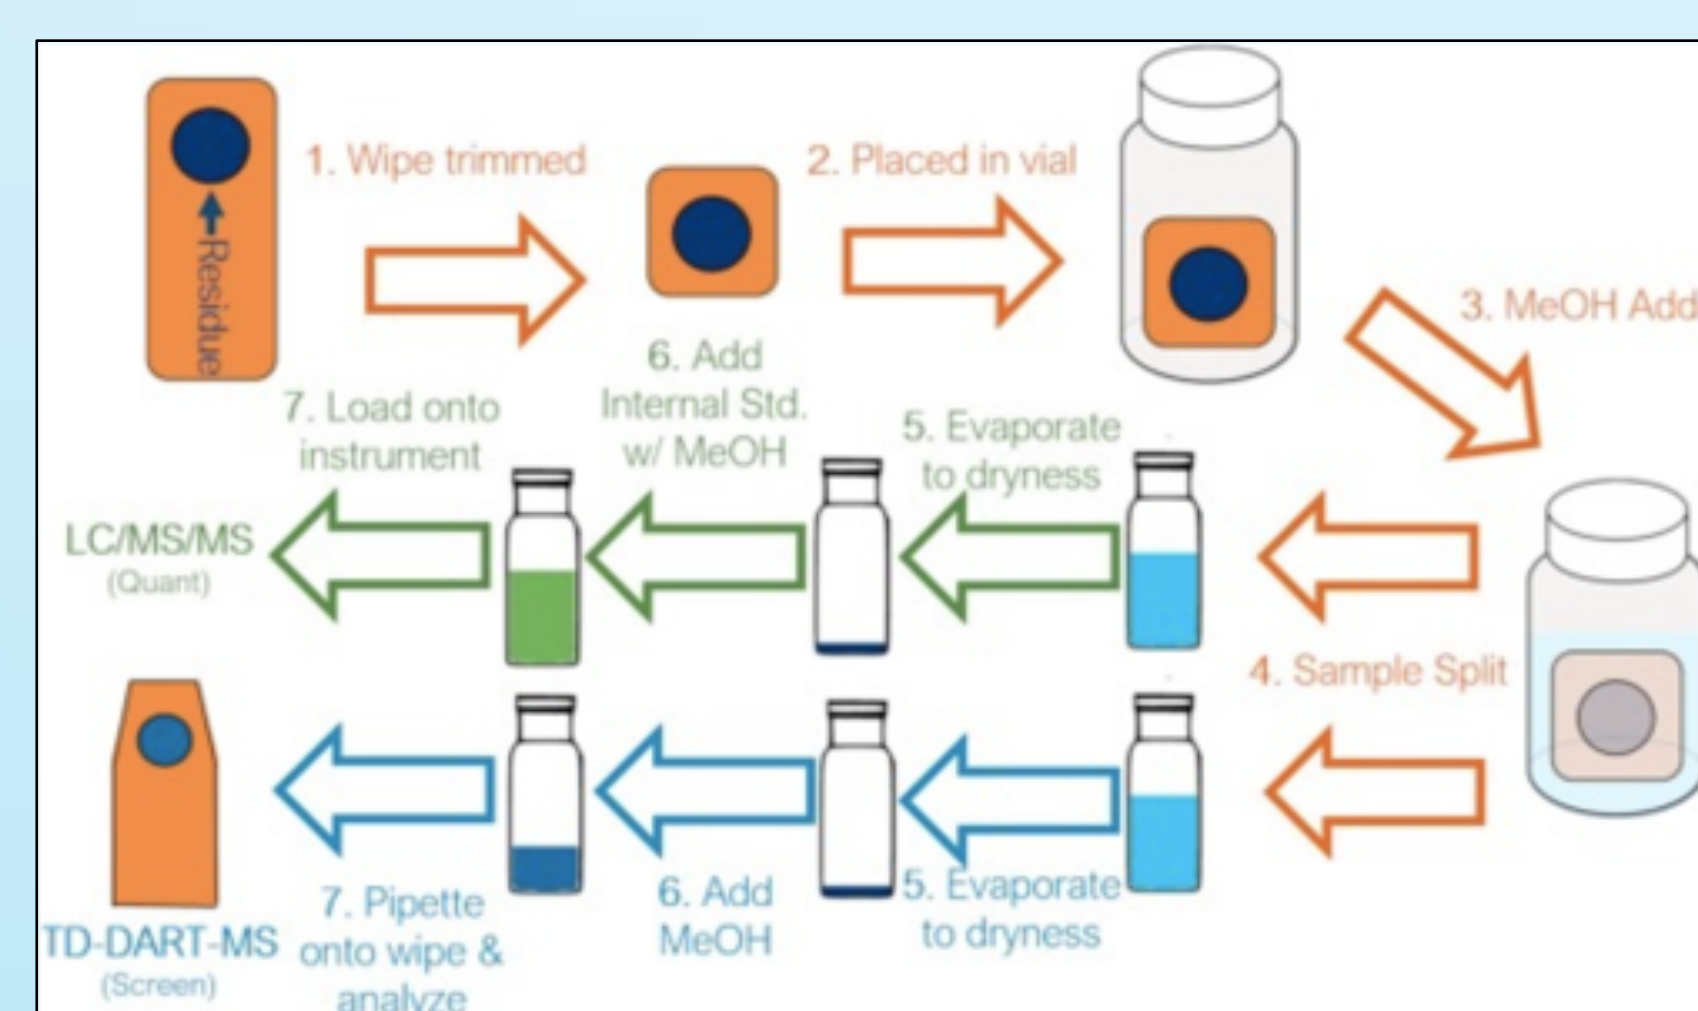 1. Wipe trimmed
2. Placed in vial
Residue
3. MeOH Add
6. Add
Internal Std.
w/ MeOH
7. Load onto
instrument
5. Evaporate
to dryness
LC/MS/MS
(Quant)
4. Sample Split
7. Pipette
onto wipe &
analyze
6. Add
MeOH
5. Evaporate
to dryness
TD-DART-MS
(Screen)